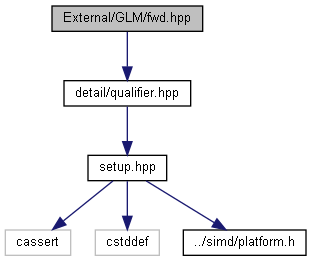 External/GLM/fwd.hpp
detail/qualifier.hpp
setup.hpp
cassert
cstddef
../simd/platform.h